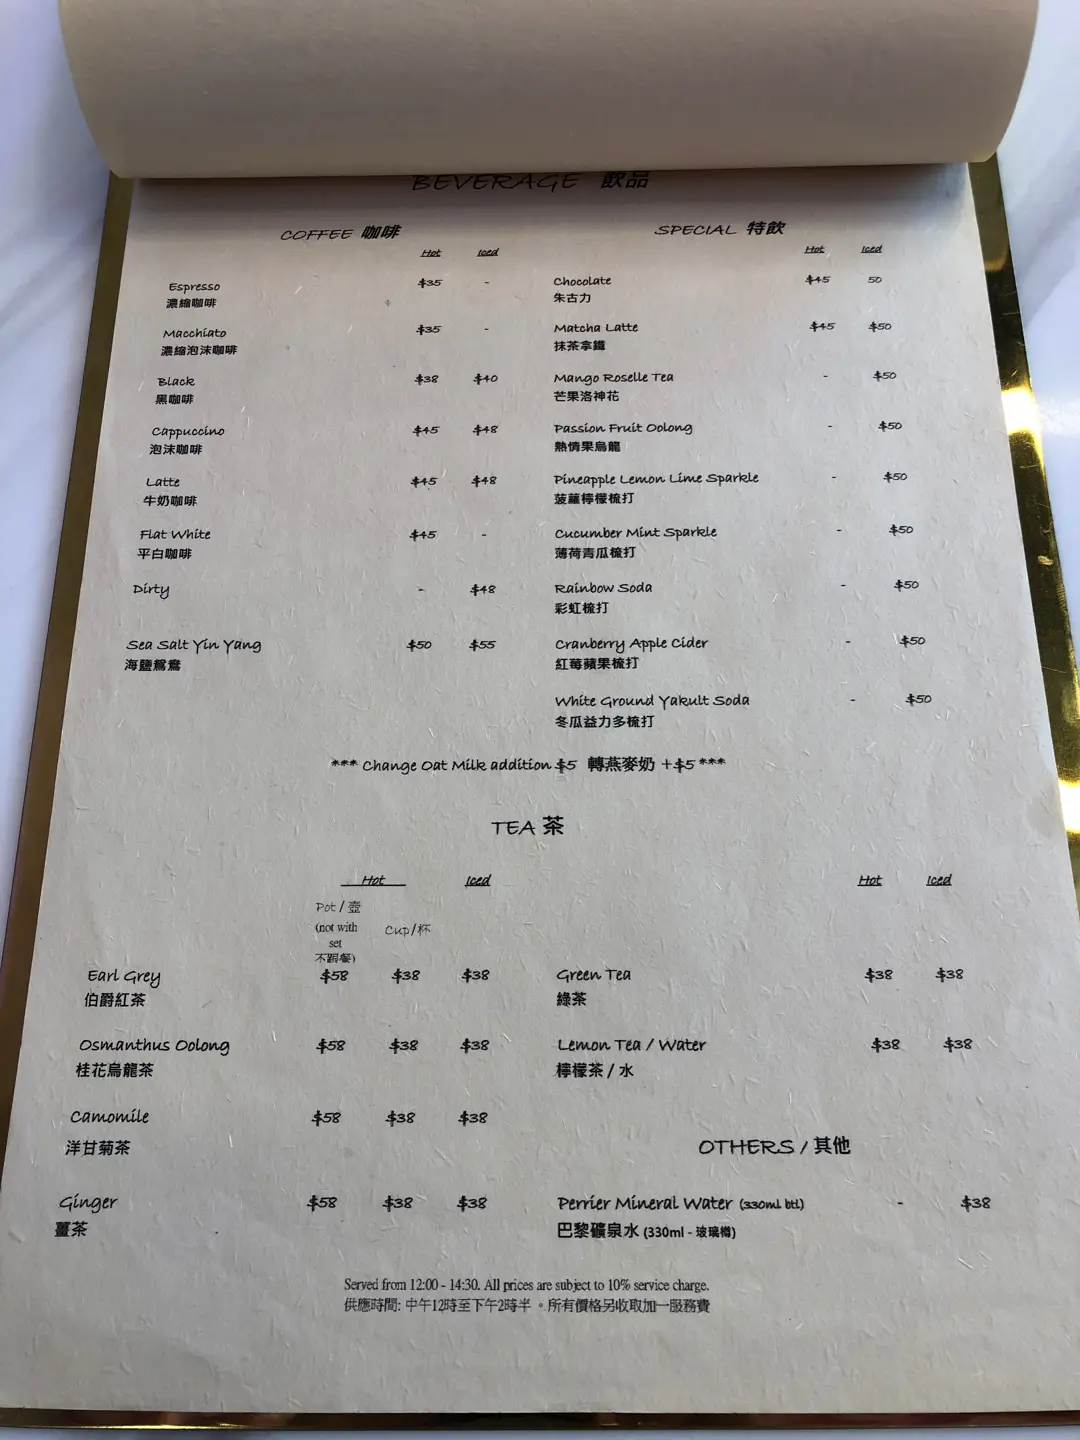 BEVERAGE 飲品
COFFEE 咖啡
Hot Iced
Espresso $35 -
濃縮咖啡
Macchiato $35 -
濃縮泡沫咖啡
Black $38 $40
黑咖啡
Cappuccino $45 $48
泡沫咖啡
Latte $45 $48
牛奶咖啡
Flat White $45 -
平白咖啡
Dirty - $48
Sea Salt Yin Yang $50 $55
海鹽鴛鴦
SPECIAL 特飲
Hot Iced
Chocolate $45 50
朱古力
Matcha Latte $45 $50
抹茶拿鐵
Mango Roselle Tea - $50
芒果洛神花
Passion Fruit Oolong - $50
熱情果烏龍
Pineapple Lemon Lime Sparkle - $50
菠蘿檸檬梳打
Cucumber Mint Sparkle - $50
薄荷青瓜梳打
Rainbow Soda - $50
彩虹梳打
Cranberry Apple Cider - $50
紅莓蘋果梳打
White Ground Yakult Soda - $50
冬瓜益力多梳打
*** Change Oat Milk addition $5 轉燕麥奶 +$5 ***
TEA 茶
Hot Iced
Pot / 壺
(not with
set
不跟餐)
Cup/杯
Earl Grey $58 $38 $38
伯爵紅茶
Osmanthus Oolong $58 $38 $38
桂花烏龍茶
Camomile $58 $38 $38
洋甘菊茶
Ginger $58 $38 $38
薑茶
Hot Iced
Green Tea $38 $38
綠茶
Lemon Tea / Water $38 $38
檸檬茶 / 水
OTHERS / 其他
Perrier Mineral Water (330ml btl) - $38
巴黎礦泉水 (330ml - 玻璃樽)
Served from 12:00 - 14:30. All prices are subject to 10% service charge.
供應時間: 中午12時至下午2時半 。所有價格另收取加一服務費